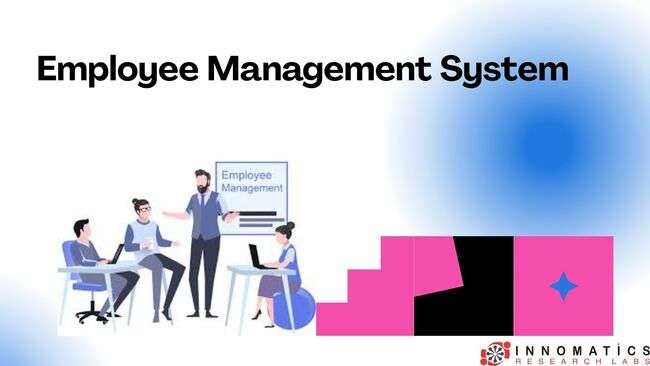 Employee Management System
Employee
Management
INNOMATICS
RESEARCH LABS